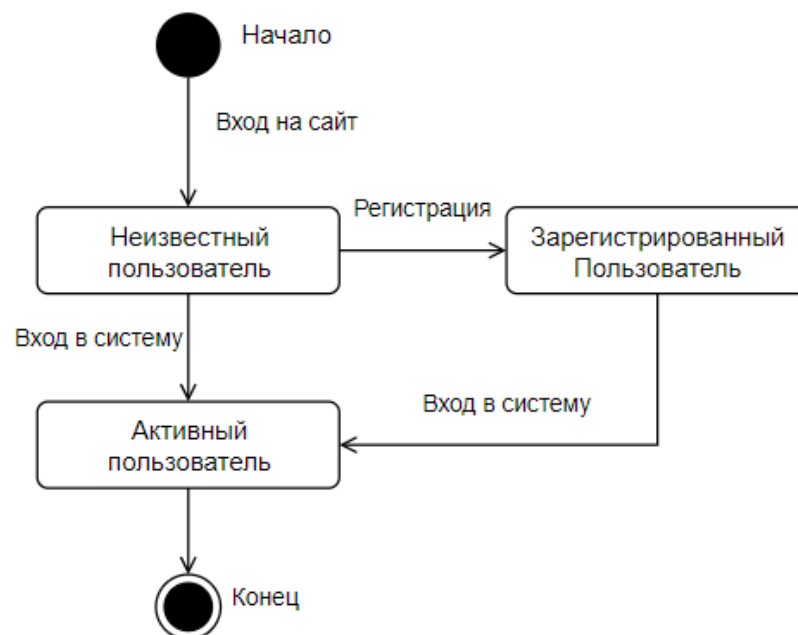 Начало
Вход на сайт
Регистрация
Неизвестный
пользователь
Зарегистрированный
Пользователь
Вход в систему
Вход в систему
Активный
пользователь
Конец